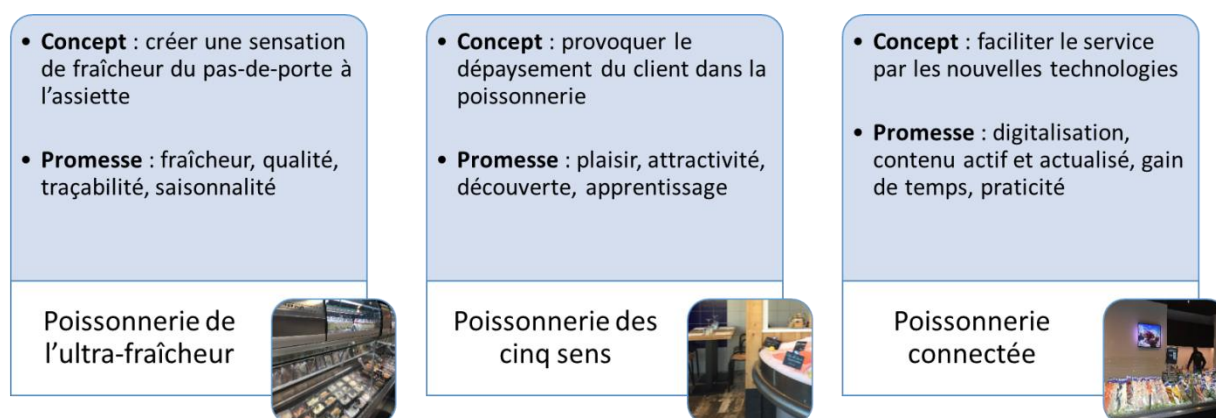 • Concept : créer une sensation
de fraîcheur du pas-de-porte à
l'assiette
• Promesse : fraîcheur, qualité,
traçabilité, saisonnalité
Poissonnerie de
l'ultra-fraîcheur
• Concept : provoquer le
dépaysement du client dans la
poissonnerie
• Promesse : plaisir, attractivité,
découverte, apprentissage
Poissonnerie des
cinq sens
• Concept : faciliter le service
par les nouvelles technologies
• Promesse : digitalisation,
contenu actif et actualisé, gain
de temps, praticité
Poissonnerie
connectée